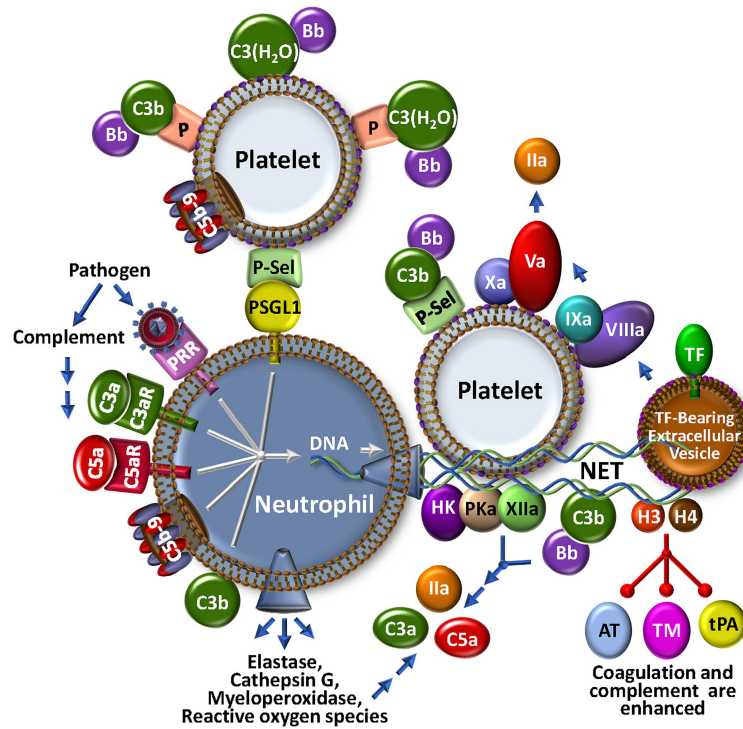 Bb
C3(H₂O)
C3b
Bb
P
Platelet
P
C3(H₂O)
Bb
C5b-9
IIa
P-Sel
Bb
C3b
P-Sel
Xa
Va
Pathogen
PSGL1
IXa
VIIIa
Complement
PRR
TF
Platelet
C3a
C3aR
TF-Bearing
Extracellular
Vesicle
DNA
C5a
C5aR
NET
Neutrophil
HK
PKa
XIIa
C3b
H3
H4
C5b-9
Bb
C3b
IIa
C3a
C5a
AT
TM
tPA
Elastase,
Cathepsin G,
Myeloperoxidase,
Reactive oxygen species
Coagulation and
complement are
enhanced